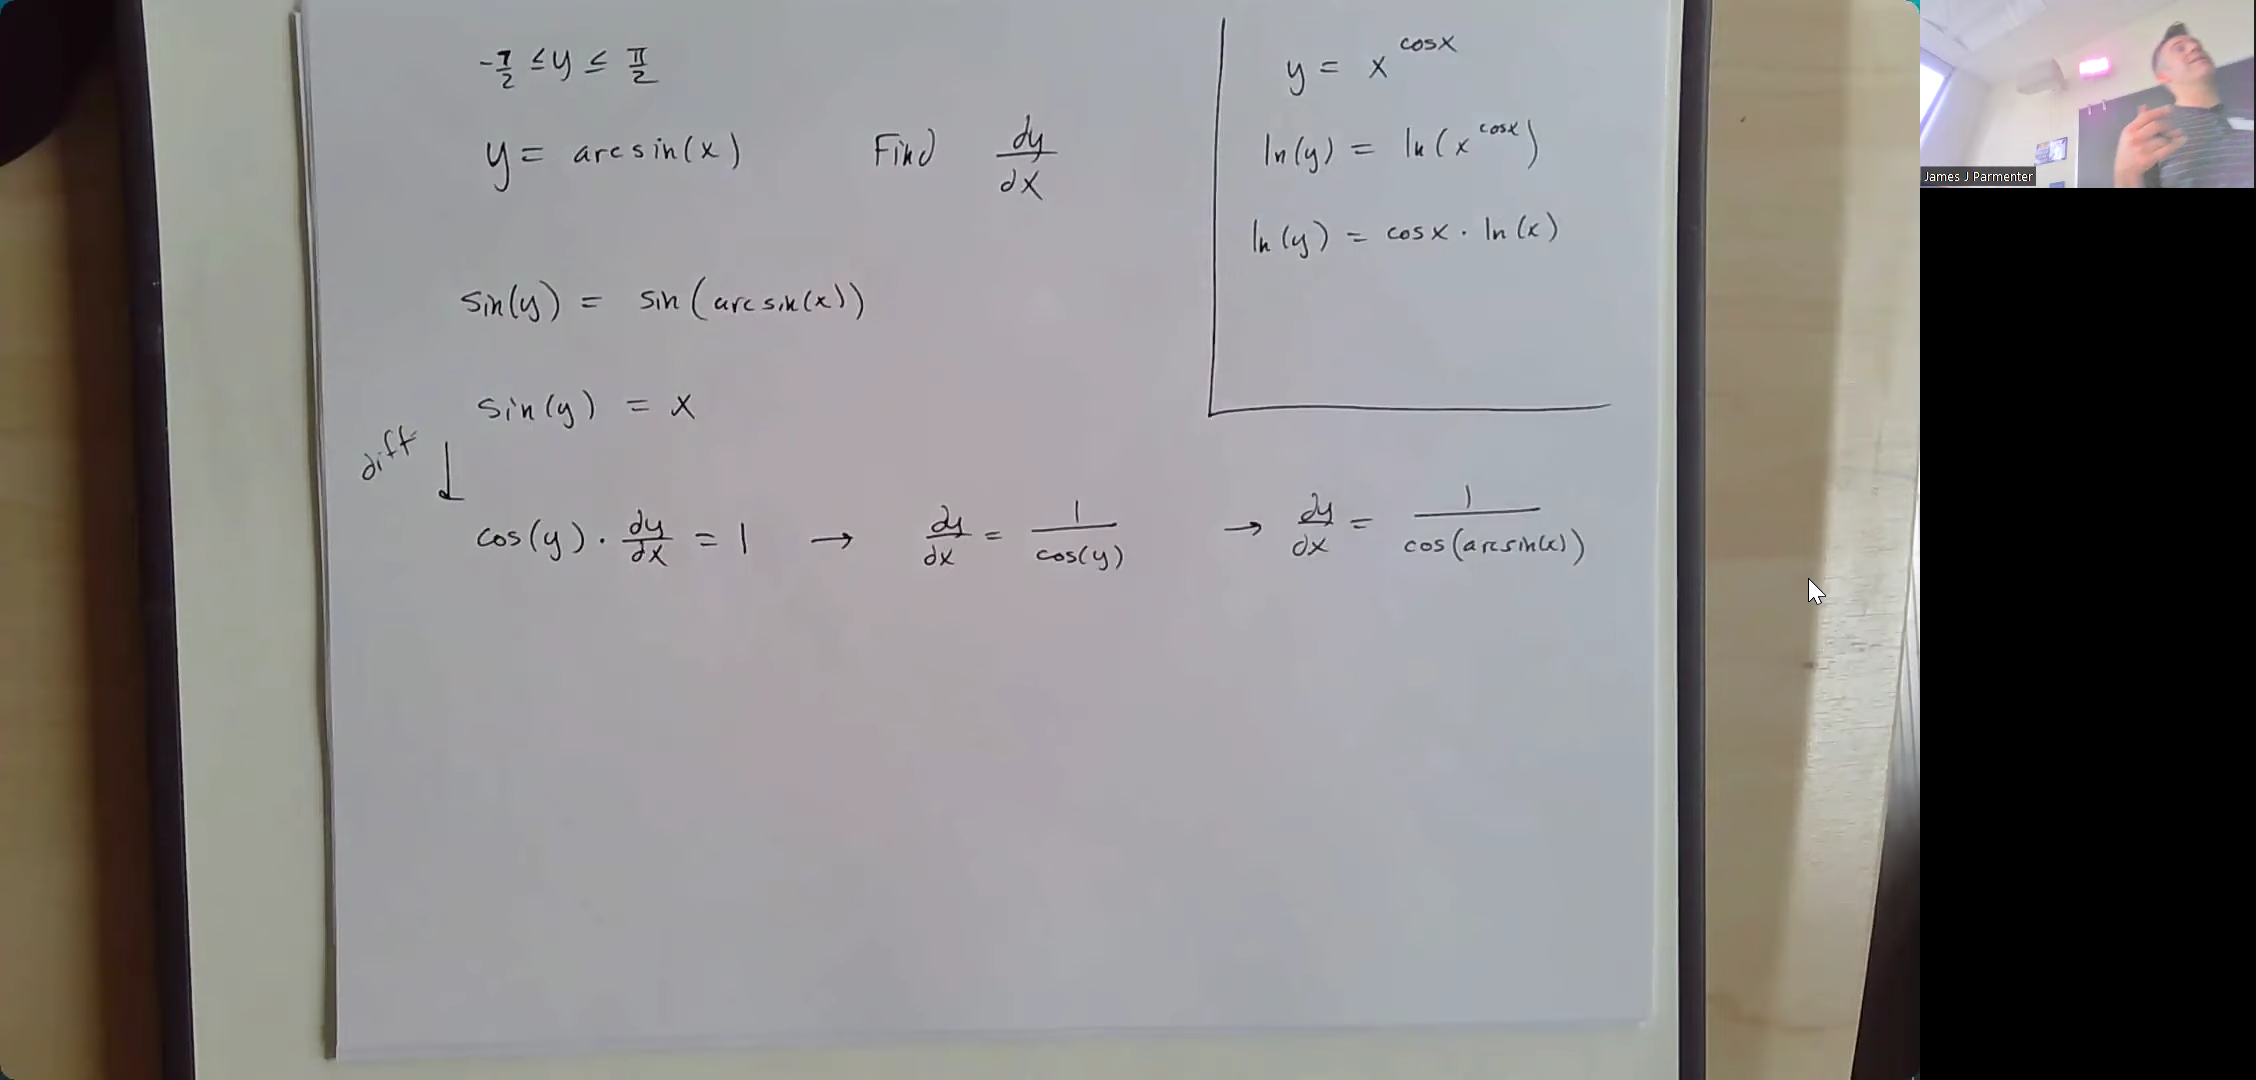 -π/2 ≤ y ≤ π/2
y = arcsin(x) Find dy/dx
sin(y) = sin(arcsin(x))
sin(y) = x
diff ↓
cos(y) · dy/dx = 1 → dy/dx = 1/cos(y) → dy/dx = 1/cos(arcsin(x))
y = x^cosx
ln(y) = ln(x^cosx)
ln(y) = cosx · ln(x)
James J Parmenter